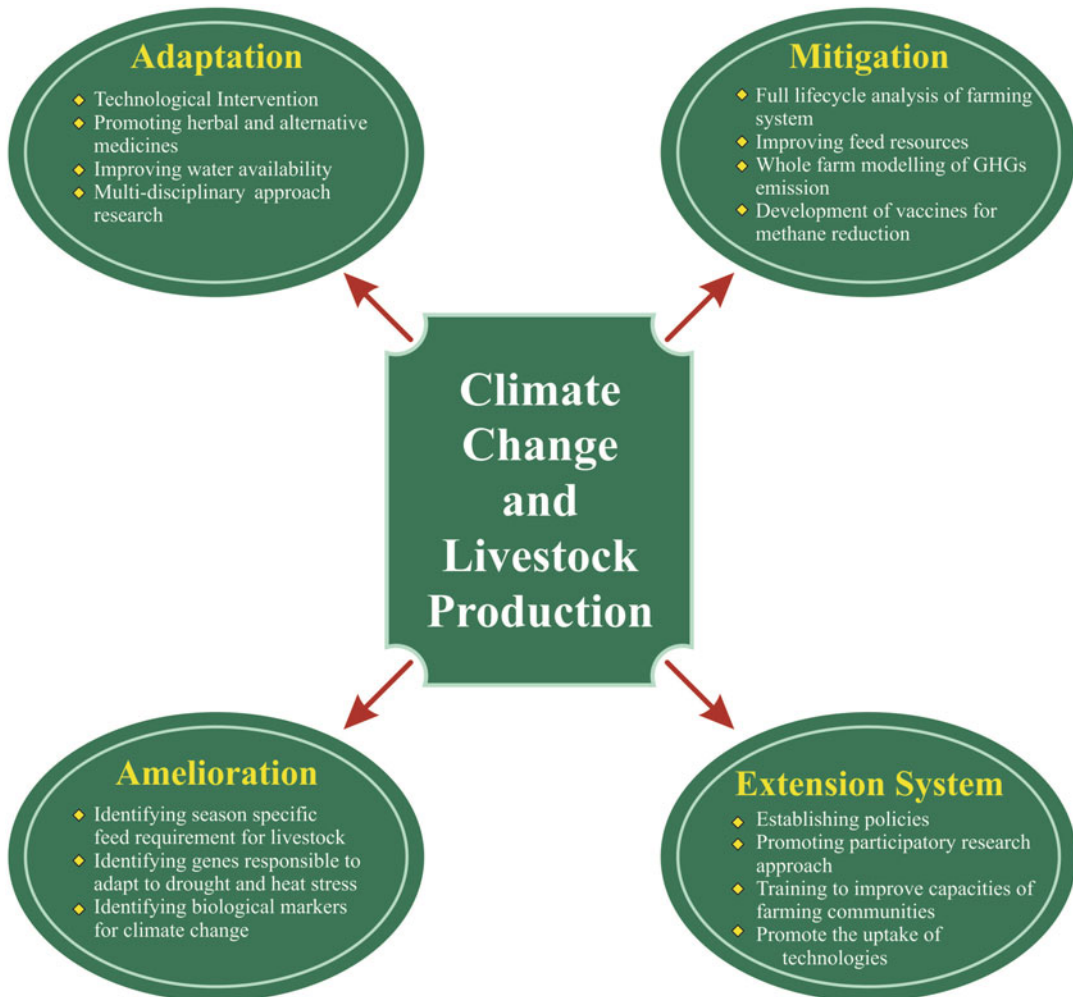 Adaptation
Technological Intervention
Promoting herbal and alternative
medicines
Improving water availability
Multi-disciplinary approach
research
Mitigation
Full lifecycle analysis of farming
system
Improving feed resources
Whole farm modelling of GHGs
emission
Development of vaccines for
methane reduction
Climate
Change
and
Livestock
Production
Amelioration
Identifying season specific
feed requirement for livestock
Identifying genes responsible to
adapt to drought and heat stress
Identifying biological markers
for climate change
Extension System
Establishing policies
Promoting participatory research
approach
Training to improve capacities of
farming communities
Promote the uptake of
technologies